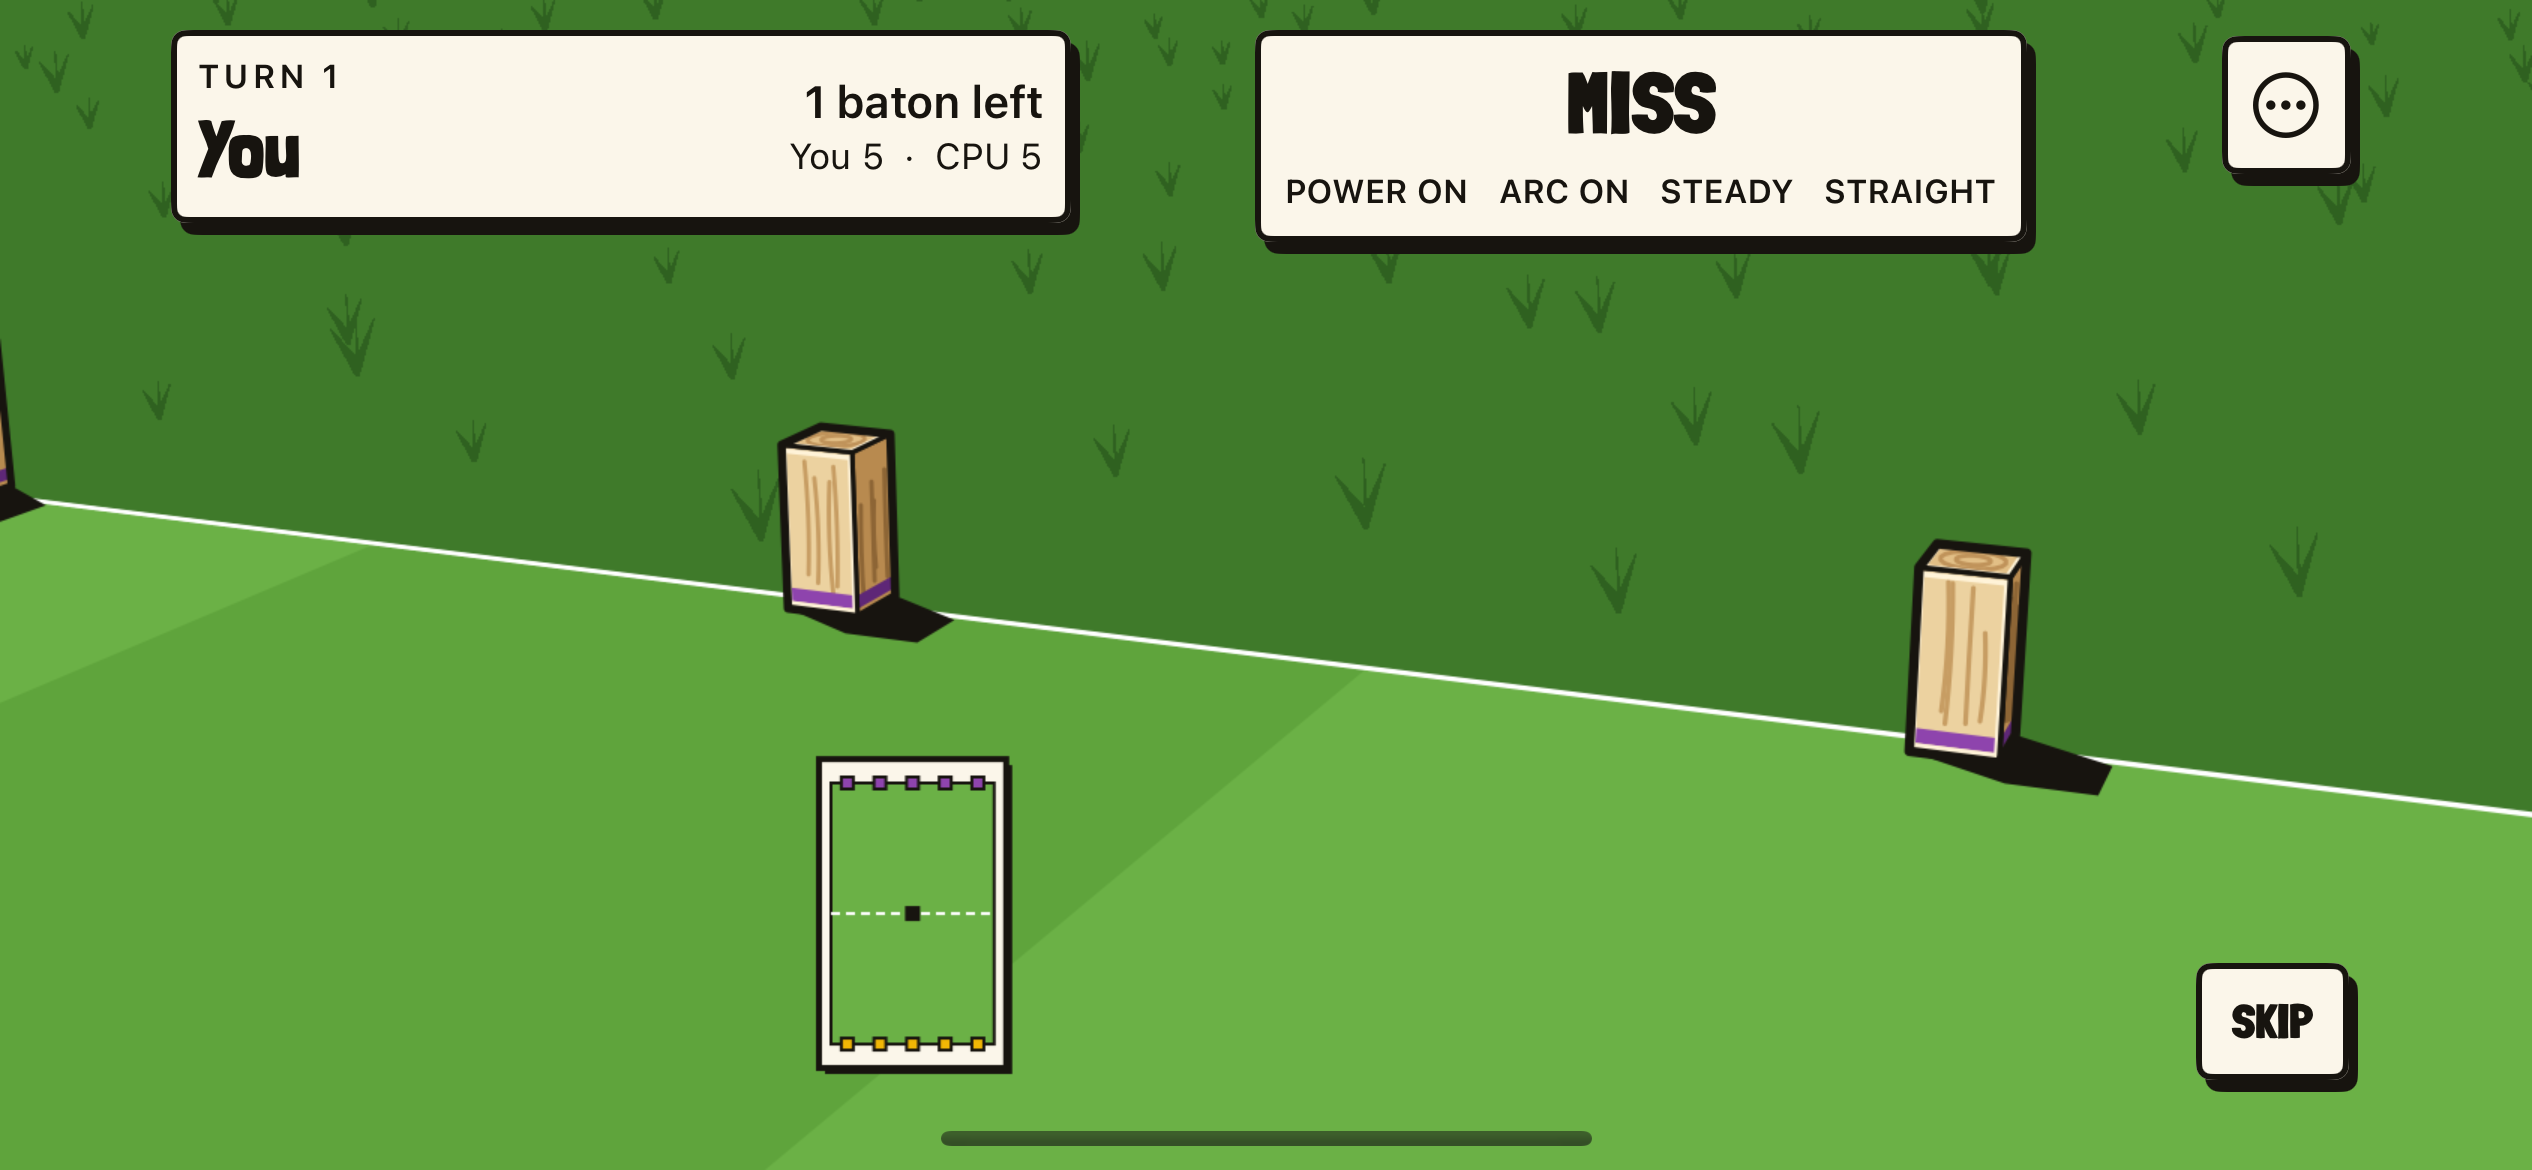 TURN 1
You
1 baton left
You 5 · CPU 5
MISS
POWER ON ARC ON STEADY STRAIGHT
SKIP